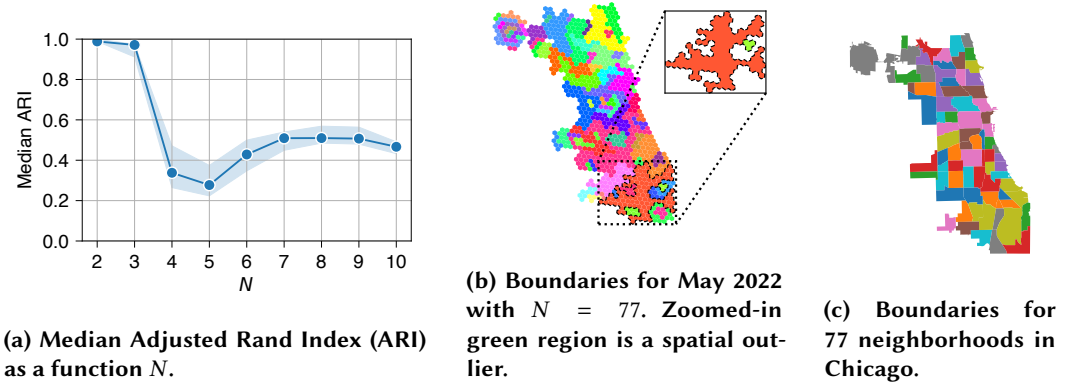 1.0
0.8
0.6
0.4
0.2
0.0
Median ARI
2 3 4 5 6 7 8 9 10
N
(a) Median Adjusted Rand Index (ARI)
as a function N.
(b) Boundaries for May 2022
with N = 77. Zoomed-in
green region is a spatial out-
lier.
(c) Boundaries for
77 neighborhoods in
Chicago.